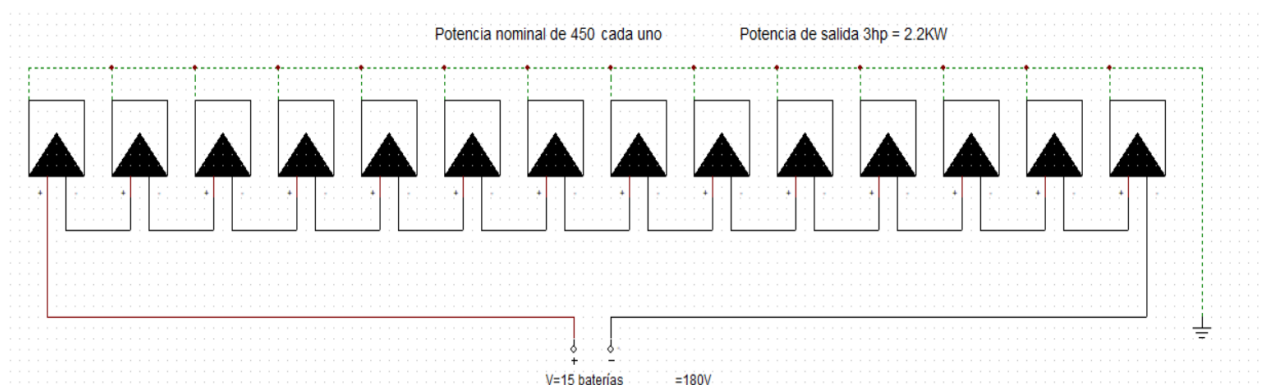 Potencia nominal de 450 cada uno
Potencia de salida 3hp = 2.2KW
+ - + - + - + - + - + - + - + - + - + - + - + - + - + -
+ -
V=15 baterías =180V